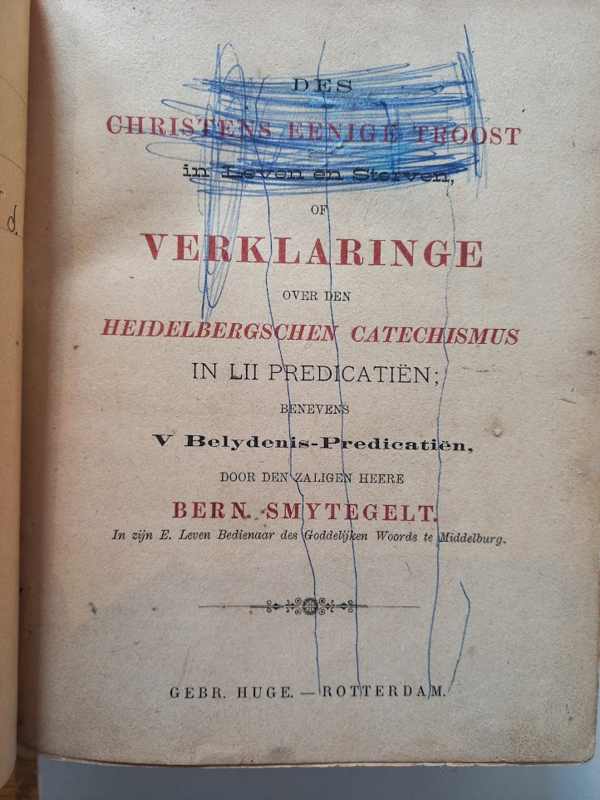 d.
DES
CHRISTENS EENIGE TROOST
in Leven en Sterven,
OF
VERKLARINGE
OVER DEN
HEIDELBERGSCHEN CATECHISMUS
IN LII PREDICATIËN;
BENEVENS
V Belydenis-Predicatiën,
DOOR DEN ZALIGEN HEERE
BERN. SMYTEGELT.
In zijn E. Leven Bedienaar des Goddelijken Woords te Middelburg.
GEBR. HUGE. — ROTTERDAM.